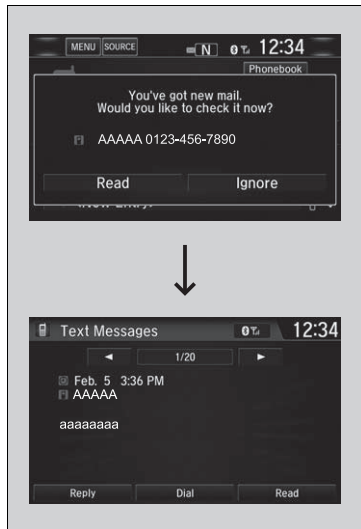 MENU SOURCE N 12:34
Phonebook
You've got new mail.
Would you like to check it now?
AAAAA 0123-456-7890
Read Ignore
Text Messages 12:34
1/20
Feb. 5 3:36 PM
AAAAA
aaaaaaaa
Reply Dial Read